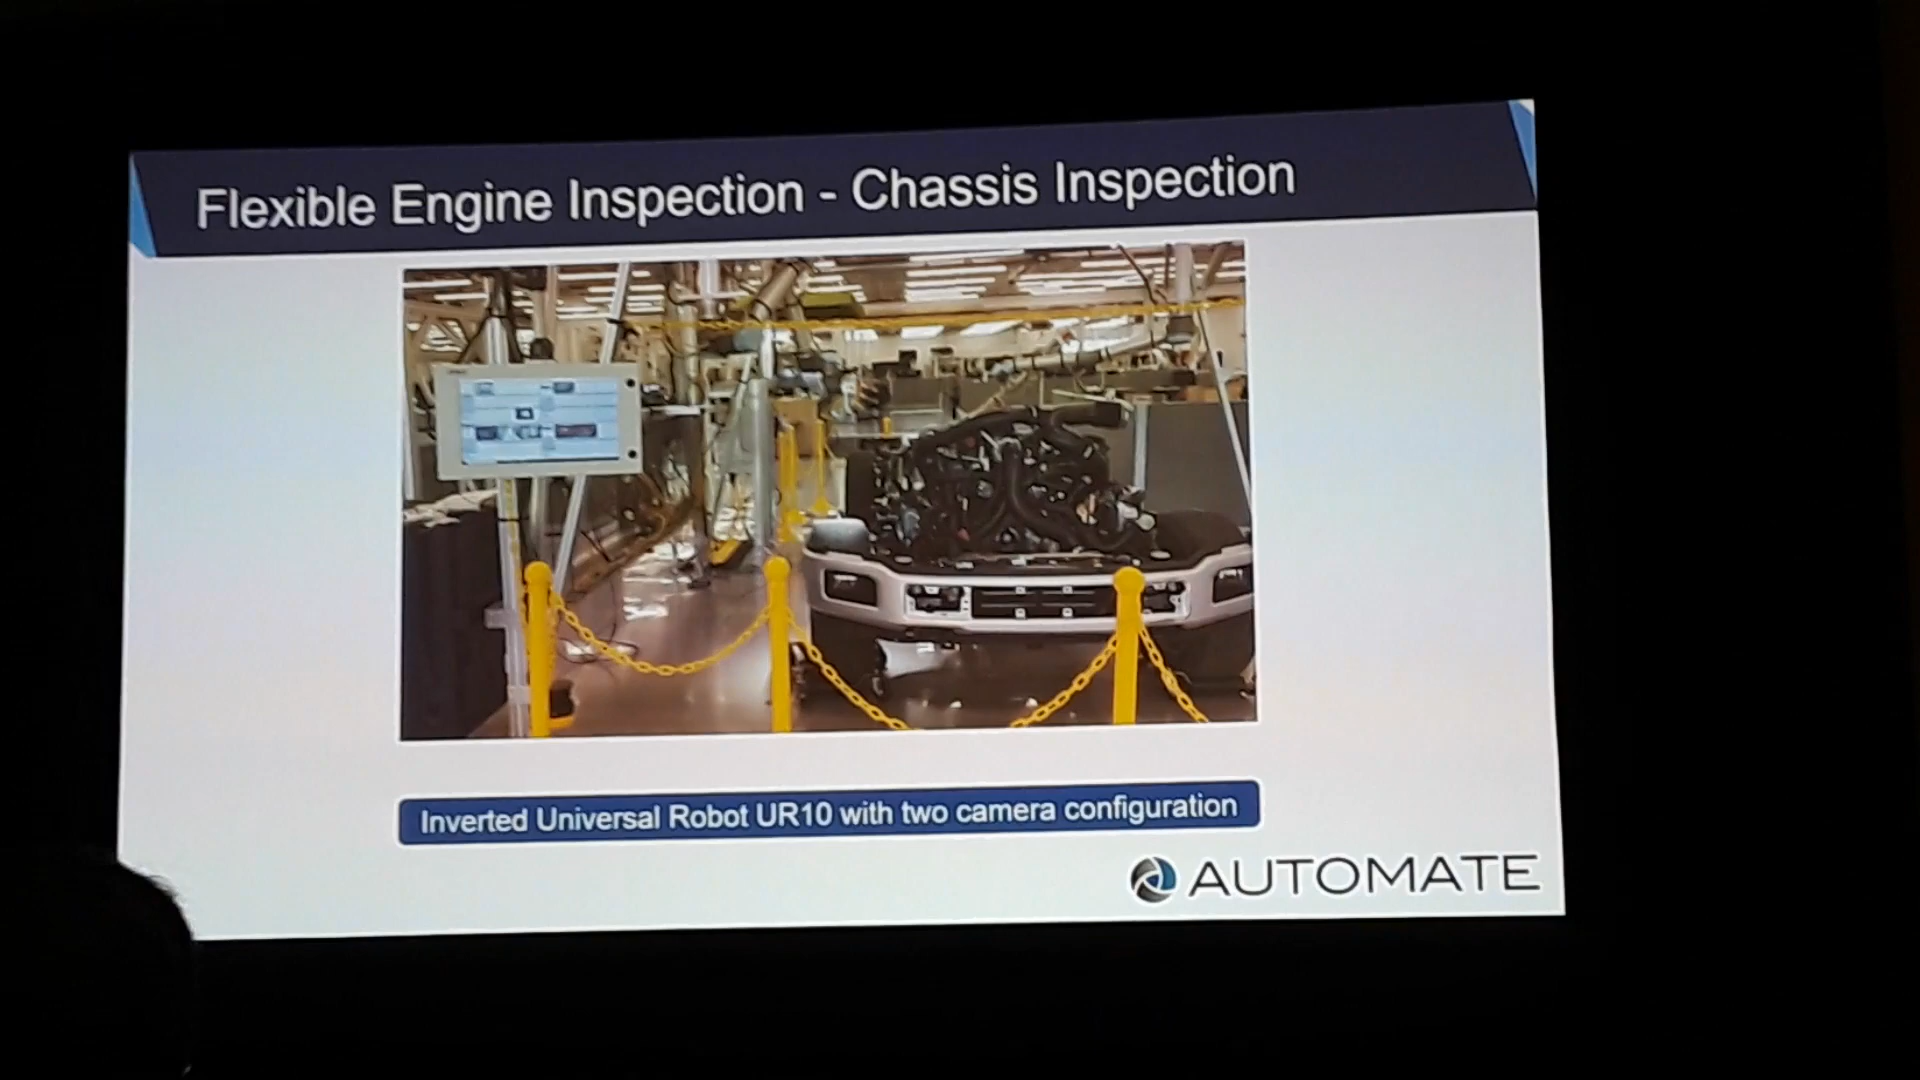 Flexible Engine Inspection - Chassis Inspection
Inverted Universal Robot UR10 with two camera configuration
AUTOMATE